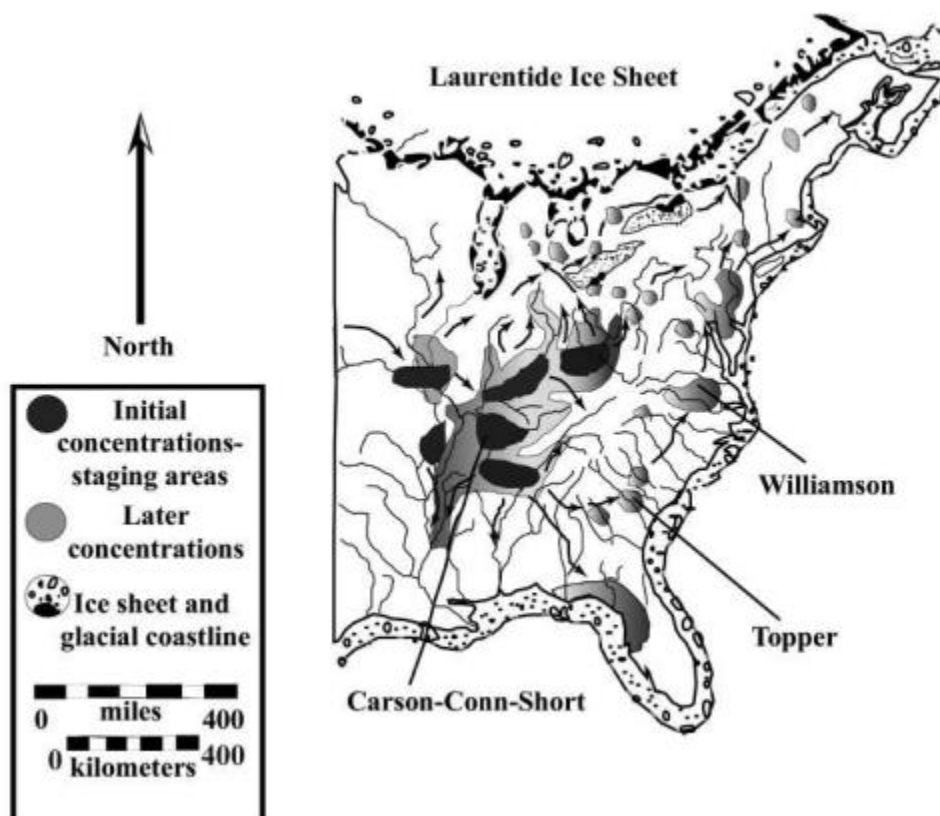 Laurentide Ice Sheet
North
Initial
concentrations-
staging areas
Later
concentrations
Ice sheet and
glacial coastline
0 miles 400
0 kilometers 400
Williamson
Topper
Carson-Conn-Short